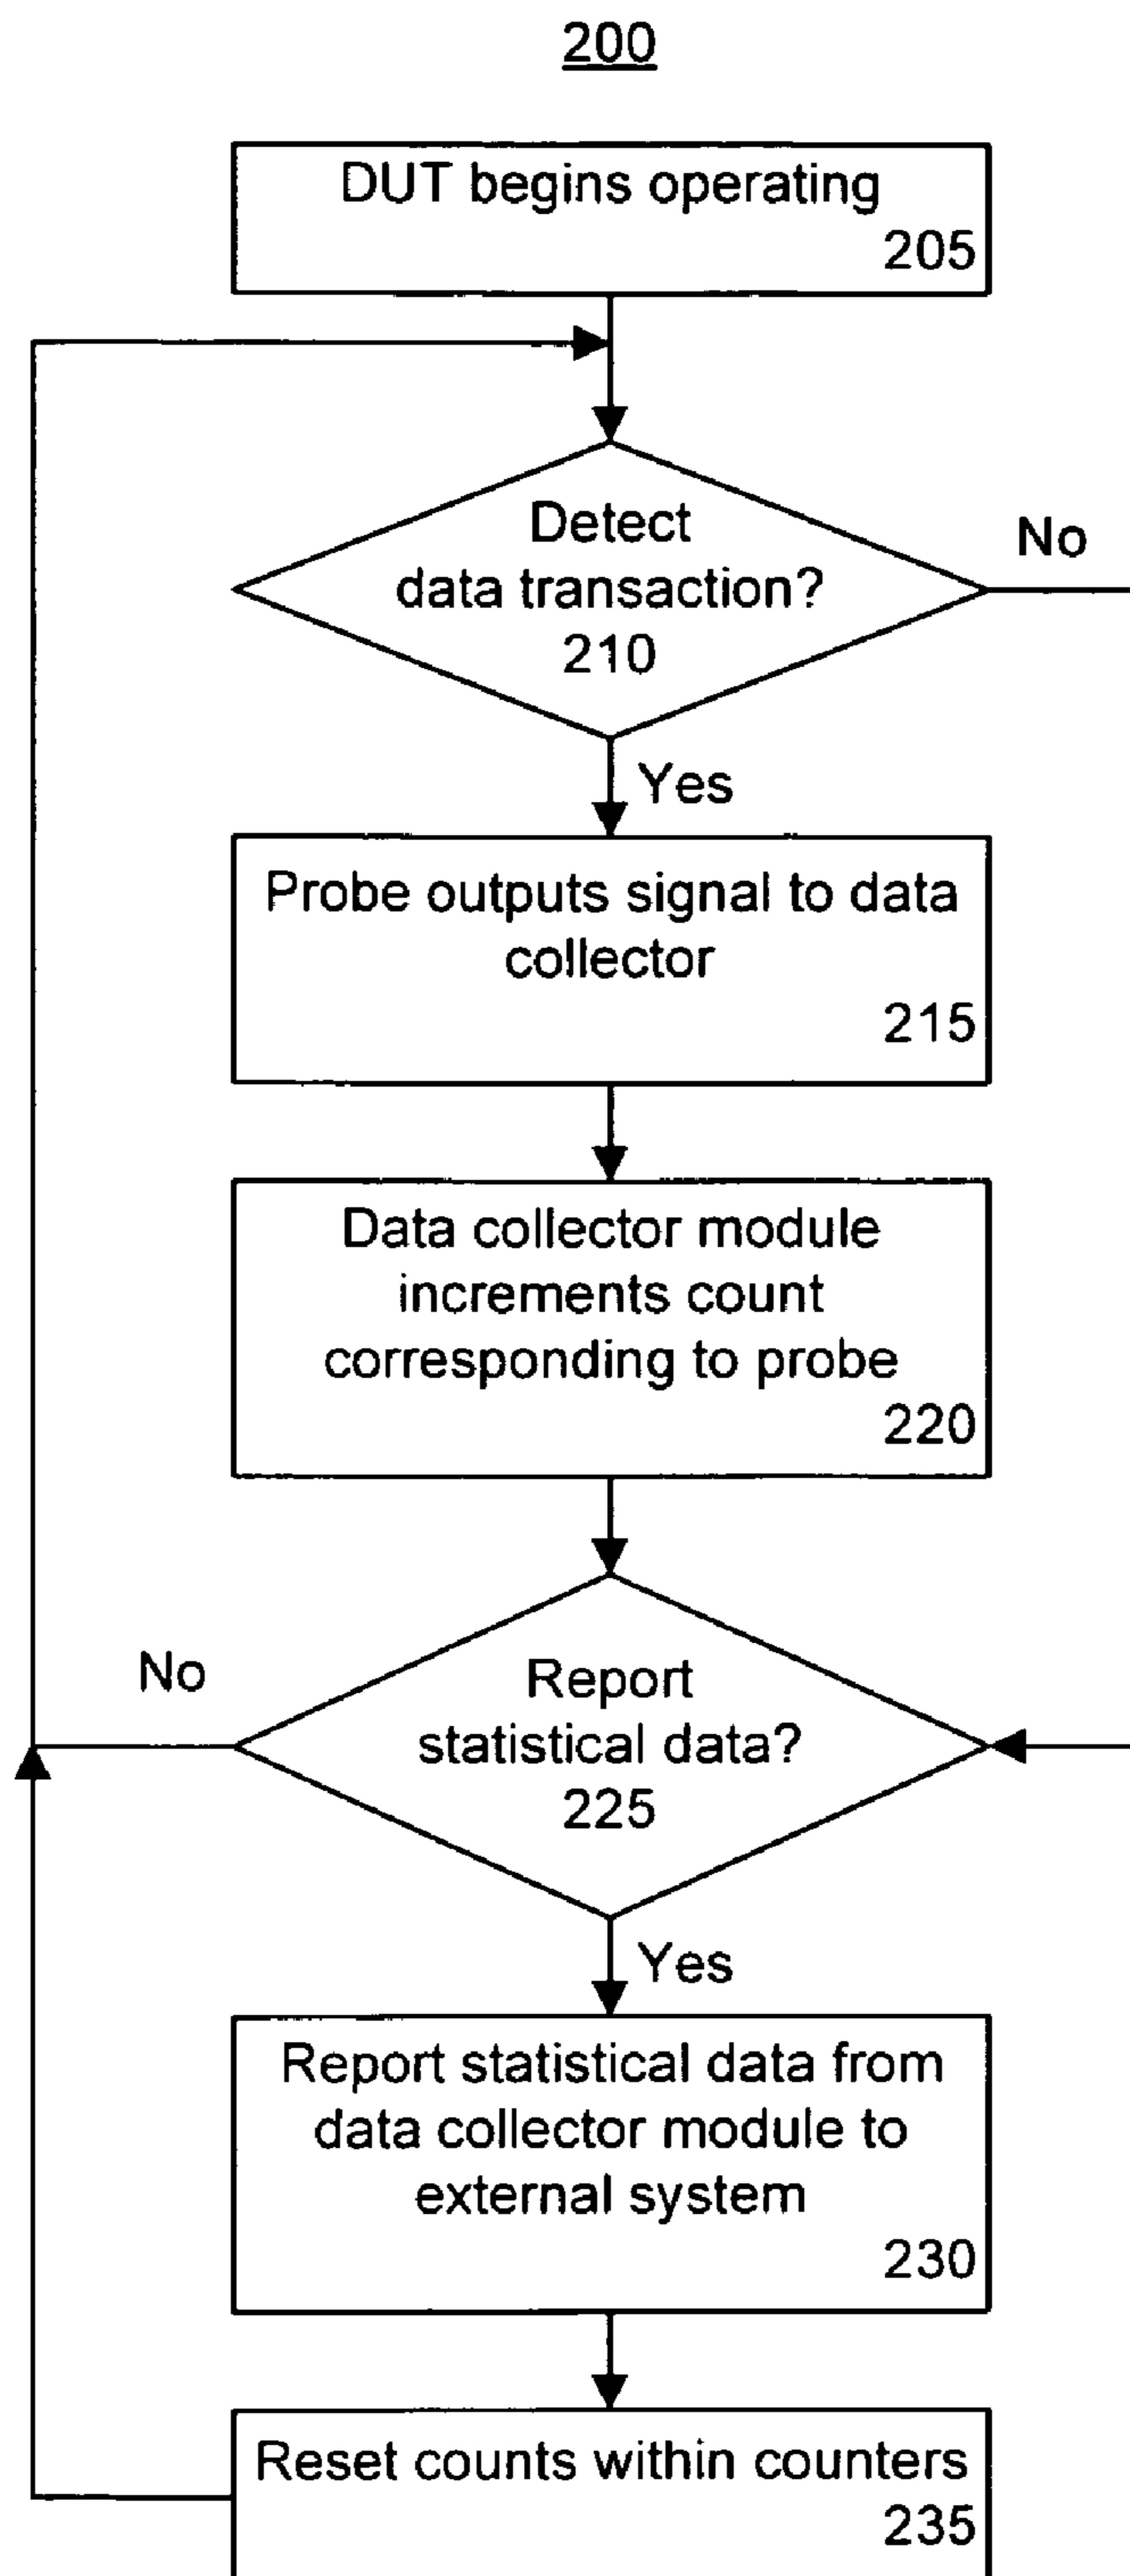 200
DUT begins operating
205
Detect
data transaction?
210
No
Yes
Probe outputs signal to data
collector
215
Data collector module
increments count
corresponding to probe
220
No
Report
statistical data?
225
Yes
Report statistical data from
data collector module to
external system
230
Reset counts within counters
235